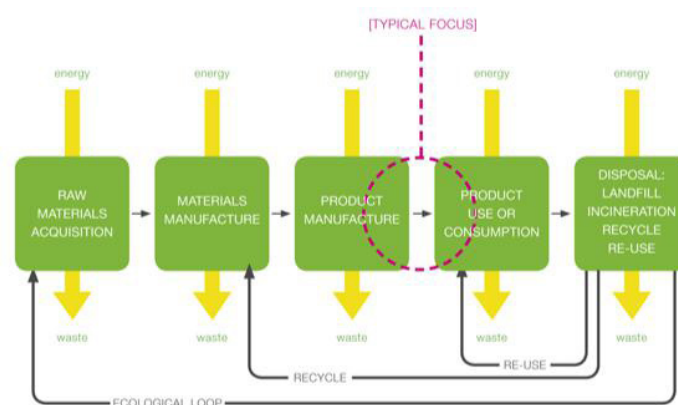 [TYPICAL FOCUS]
energy
energy
energy
energy
energy
RAW
MATERIALS
ACQUISITION
MATERIALS
MANUFACTURE
PRODUCT
MANUFACTURE
PRODUCT
USE OR
CONSUMPTION
DISPOSAL:
LANDFILL
INCINERATION
RECYCLE
RE-USE
waste
waste
waste
waste
waste
RE-USE
RECYCLE
ECOLOGICAL LOOP